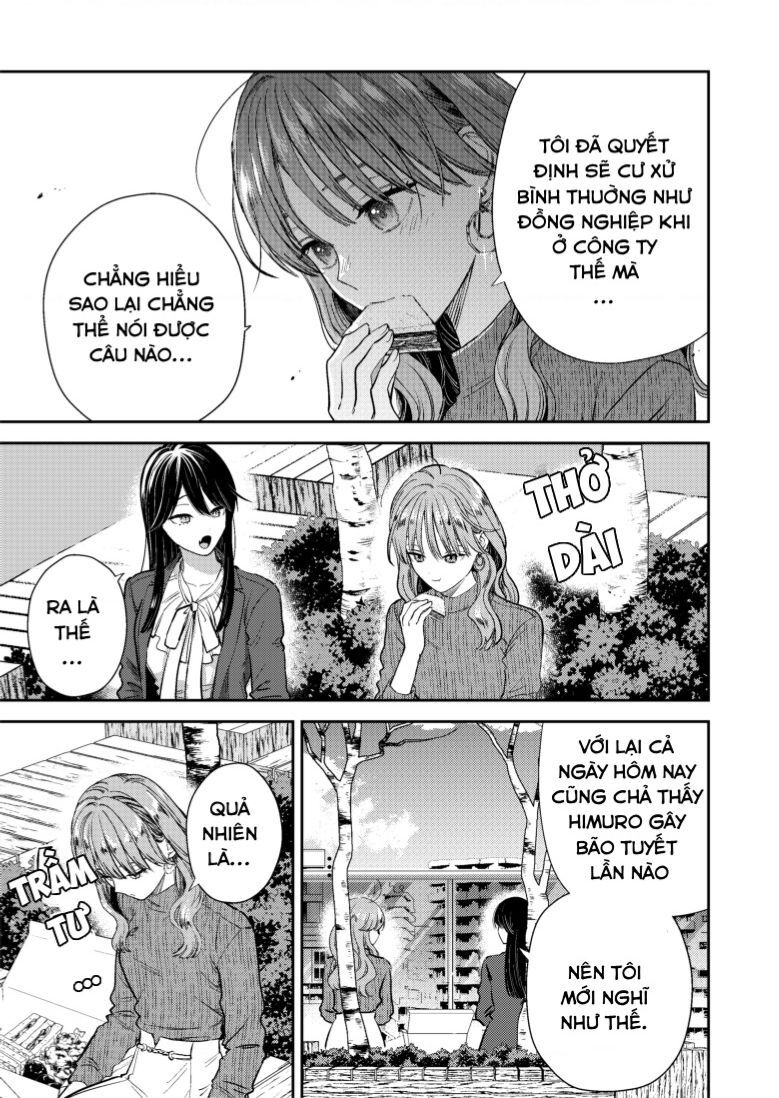 TÔI ĐÃ QUYẾT
ĐỊNH SẼ CƯ XỬ
BÌNH THUỜNG NHƯ
ĐỒNG NGHIỆP KHI
Ở CÔNG TY
THẾ MÀ
...
CHẲNG HIỂU
SAO LẠI CHẲNG
THỂ NÓI ĐƯỢC
CÂU NÀO...
THỞ
DÀI
RA LÀ
THẾ
...
VỚI LẠI CẢ
NGÀY HÔM NAY
CŨNG CHẢ THẤY
HIMURO GÂY
BÃO TUYẾT
LẦN NÀO
NÊN TÔI
MỚI NGHĨ
NHƯ THẾ.
QUẢ
NHIÊN
LÀ...
TRẦM
TƯ
...